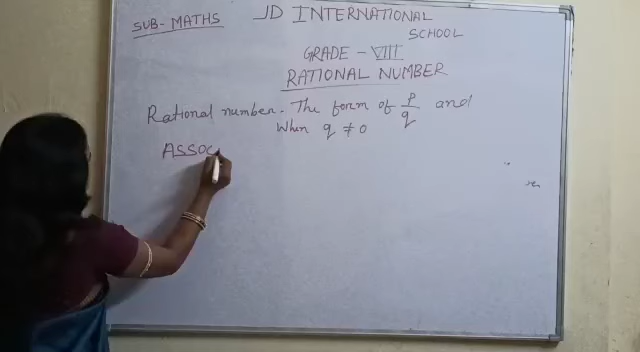 SUB- MATHS JD INTERNATIONAL
SCHOOL
GRADE - VIII
RATIONAL NUMBER
Rational number. The form of p/q and
When q ≠ 0
ASSOC